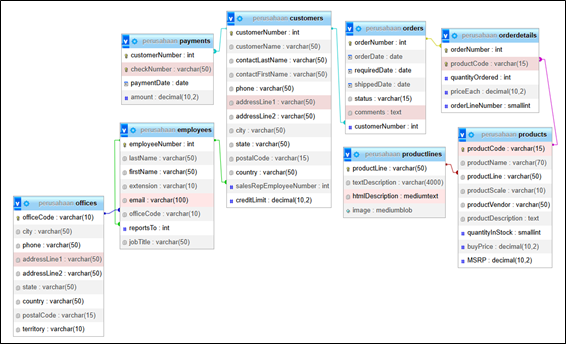 perusahaan payments
customerNumber : int
checkNumber : varchar(50)
paymentDate : date
amount : decimal(10,2)
perusahaan customers
customerNumber : int
customerName : varchar(50)
contactLastName : varchar(50)
contactFirstName : varchar(50)
phone : varchar(50)
addressLine1 : varchar(50)
addressLine2 : varchar(50)
city : varchar(50)
state : varchar(50)
postalCode : varchar(15)
country : varchar(50)
salesRepEmployeeNumber : int
creditLimit : decimal(10,2)
perusahaan orders
orderNumber : int
orderDate : date
requiredDate : date
shippedDate : date
status : varchar(15)
comments : text
customerNumber : int
perusahaan orderdetails
orderNumber : int
productCode : varchar(15)
quantityOrdered : int
priceEach : decimal(10,2)
orderLineNumber : smallint
perusahaan employees
employeeNumber : int
lastName : varchar(50)
firstName : varchar(50)
extension : varchar(10)
email : varchar(100)
officeCode : varchar(10)
reportsTo : int
jobTitle : varchar(50)
perusahaan productlines
productLine : varchar(50)
textDescription : varchar(4000)
htmlDescription : mediumtext
image : mediumblob
perusahaan products
productCode : varchar(15)
productName : varchar(70)
productLine : varchar(50)
productScale : varchar(10)
productVendor : varchar(50)
productDescription : text
quantityInStock : smallint
buyPrice : decimal(10,2)
MSRP : decimal(10,2)
perusahaan offices
officeCode : varchar(10)
city : varchar(50)
phone : varchar(50)
addressLine1 : varchar(50)
addressLine2 : varchar(50)
state : varchar(50)
country : varchar(50)
postalCode : varchar(15)
territory : varchar(10)